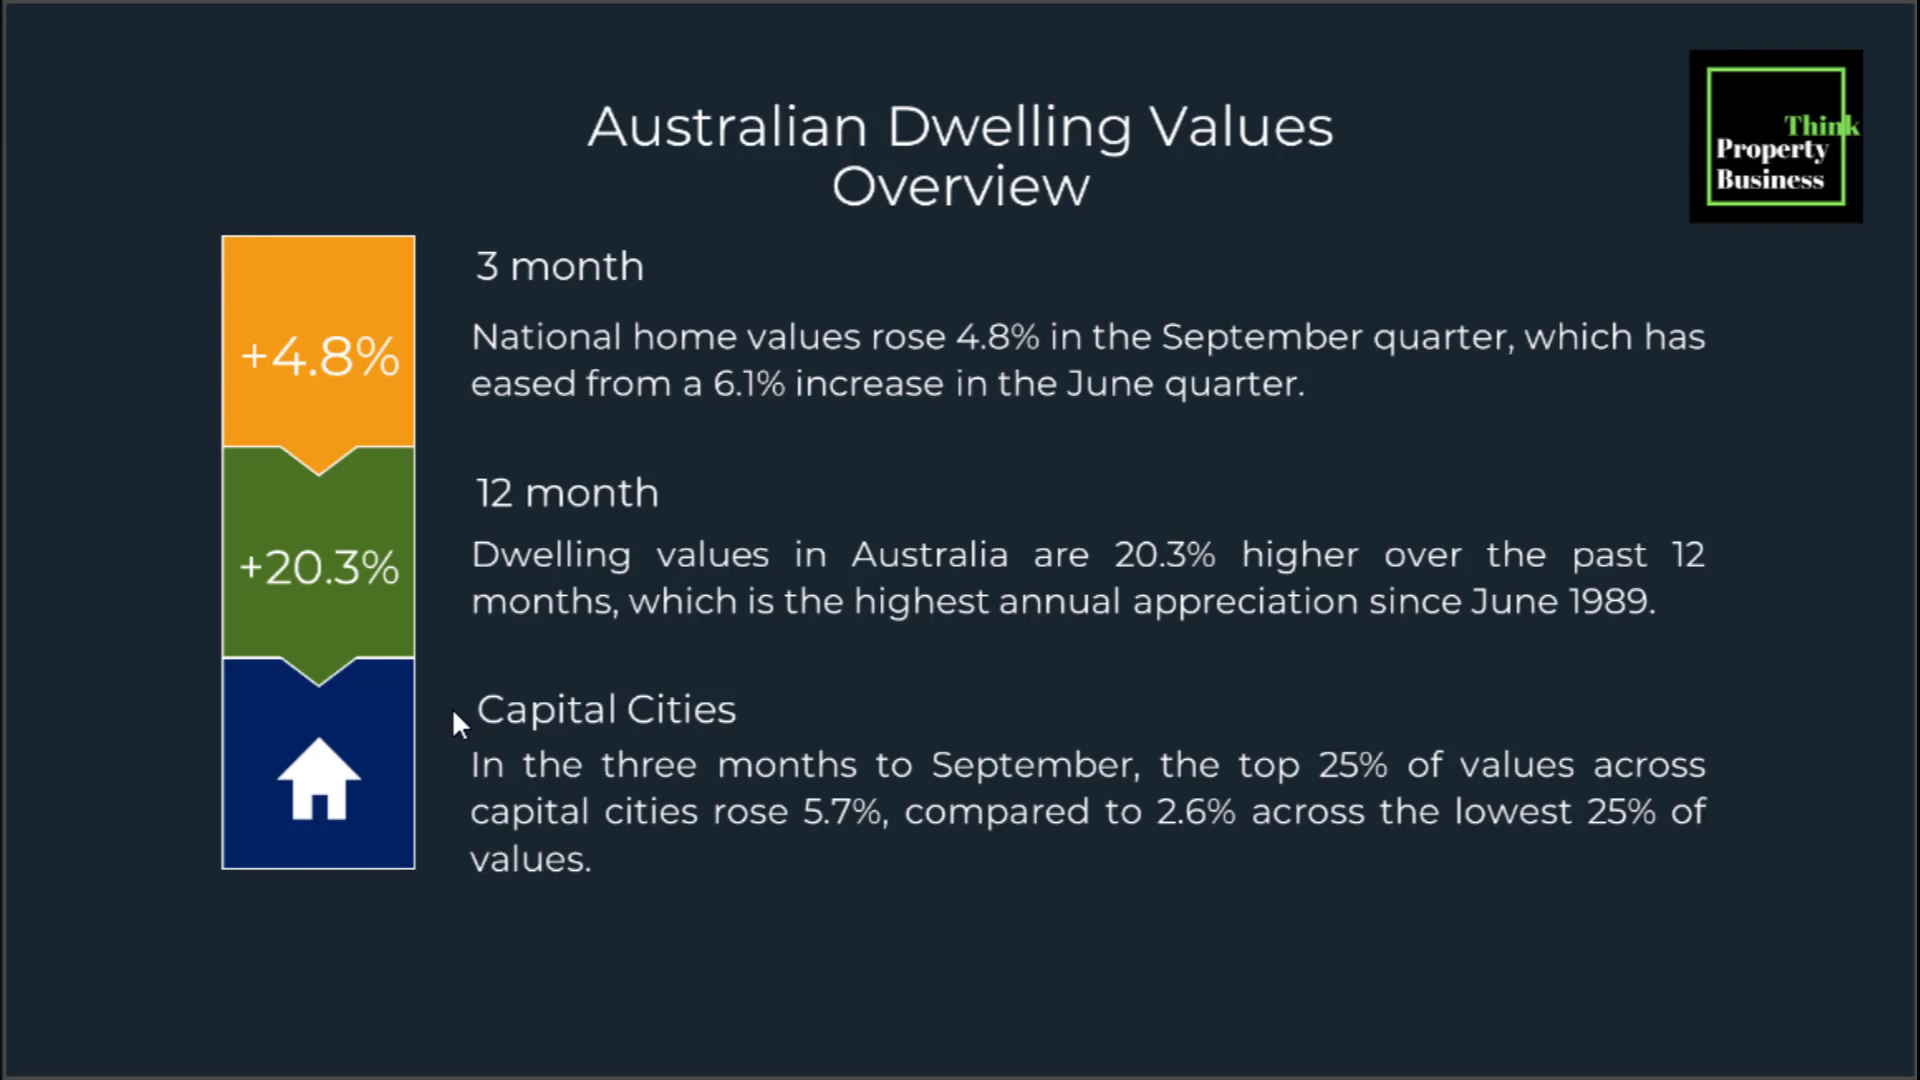 Australian Dwelling Values
Overview
Think
Property
Business
+4.8%
3 month
National home values rose 4.8% in the September quarter, which has
eased from a 6.1% increase in the June quarter.
+20.3%
12 month
Dwelling values in Australia are 20.3% higher over the past 12
months, which is the highest annual appreciation since June 1989.
Capital Cities
In the three months to September, the top 25% of values across
capital cities rose 5.7%, compared to 2.6% across the lowest 25% of
values.